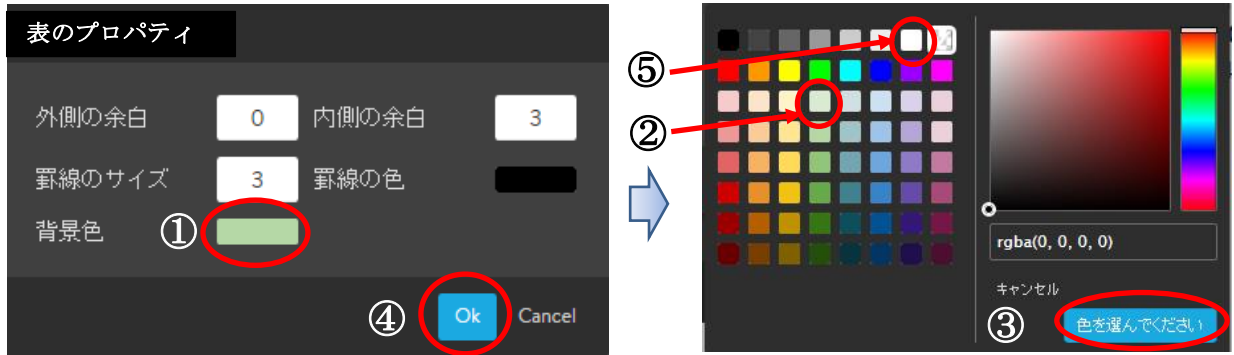 表のプロパティ
外側の余白 0 内側の余白 3
罫線のサイズ 3 罫線の色
背景色 ①
④ Ok Cancel
⑤
②
rgba(0, 0, 0, 0)
キャンセル
③ 色を選んでください